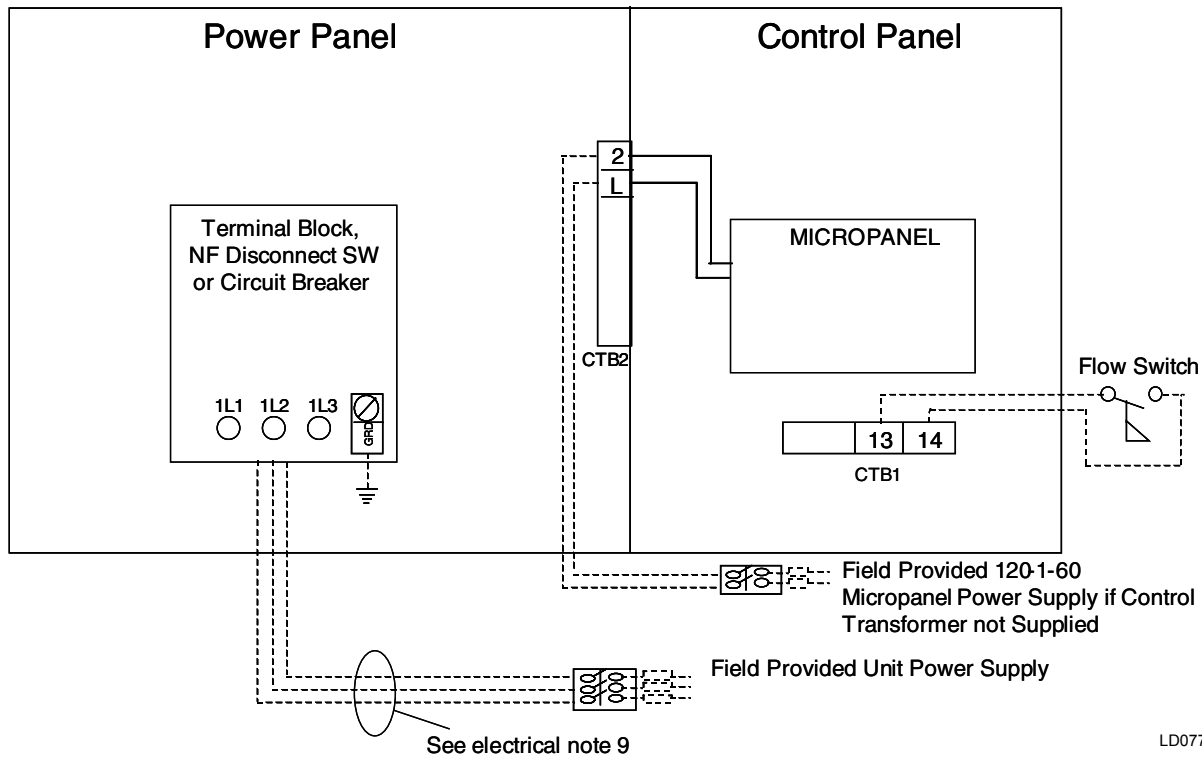 Power Panel
Control Panel
2
L
Terminal Block,
NF Disconnect SW
or Circuit Breaker
MICROPANEL
CTB2
Flow Switch
1L1 1L2 1L3
GRD
13 14
CTB1
Field Provided 120-1-60
Micropanel Power Supply if Control
Transformer not Supplied
Field Provided Unit Power Supply
See electrical note 9
LD077